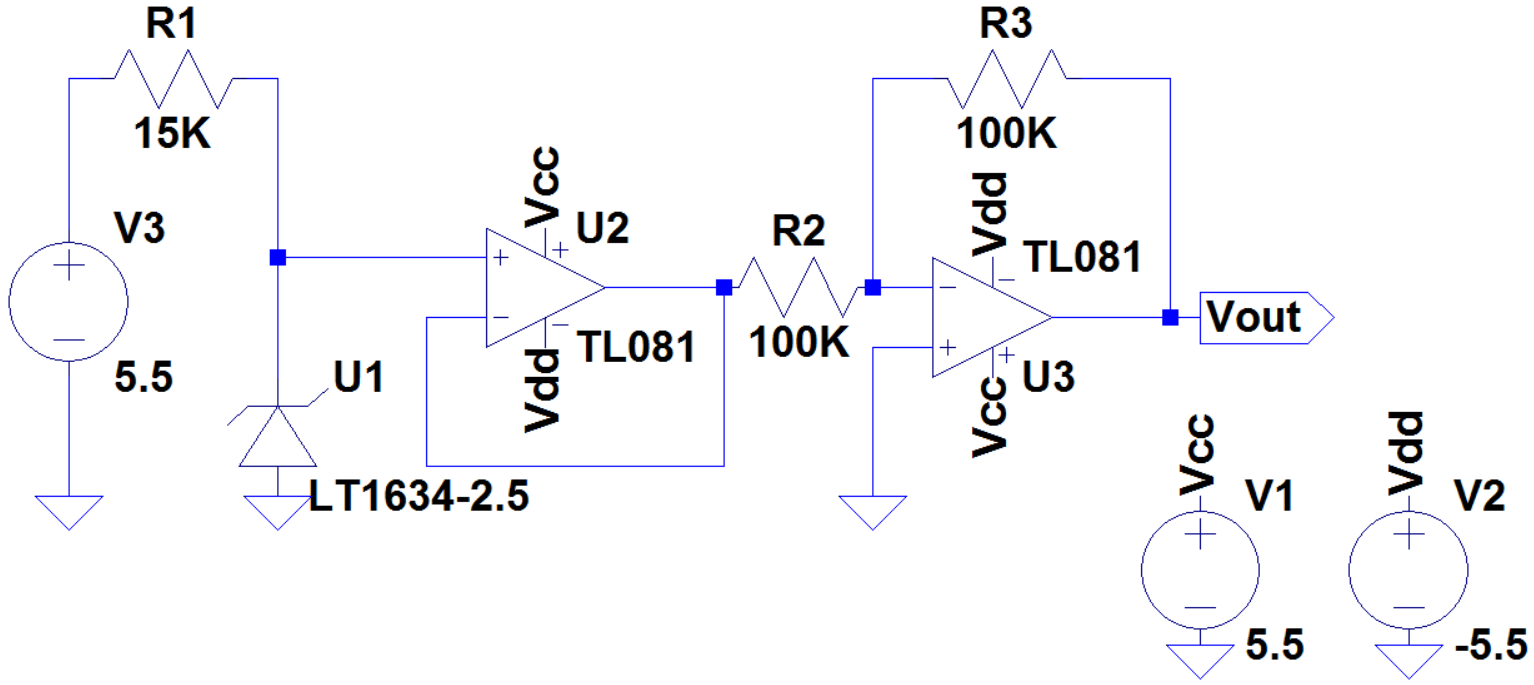 R1
15K
V3
5.5
U1
LT1634-2.5
Vcc
U2
TL081
Vdd
R2
100K
R3
100K
Vdd
TL081
Vcc
U3
Vout
Vcc
V1
5.5
Vdd
V2
-5.5